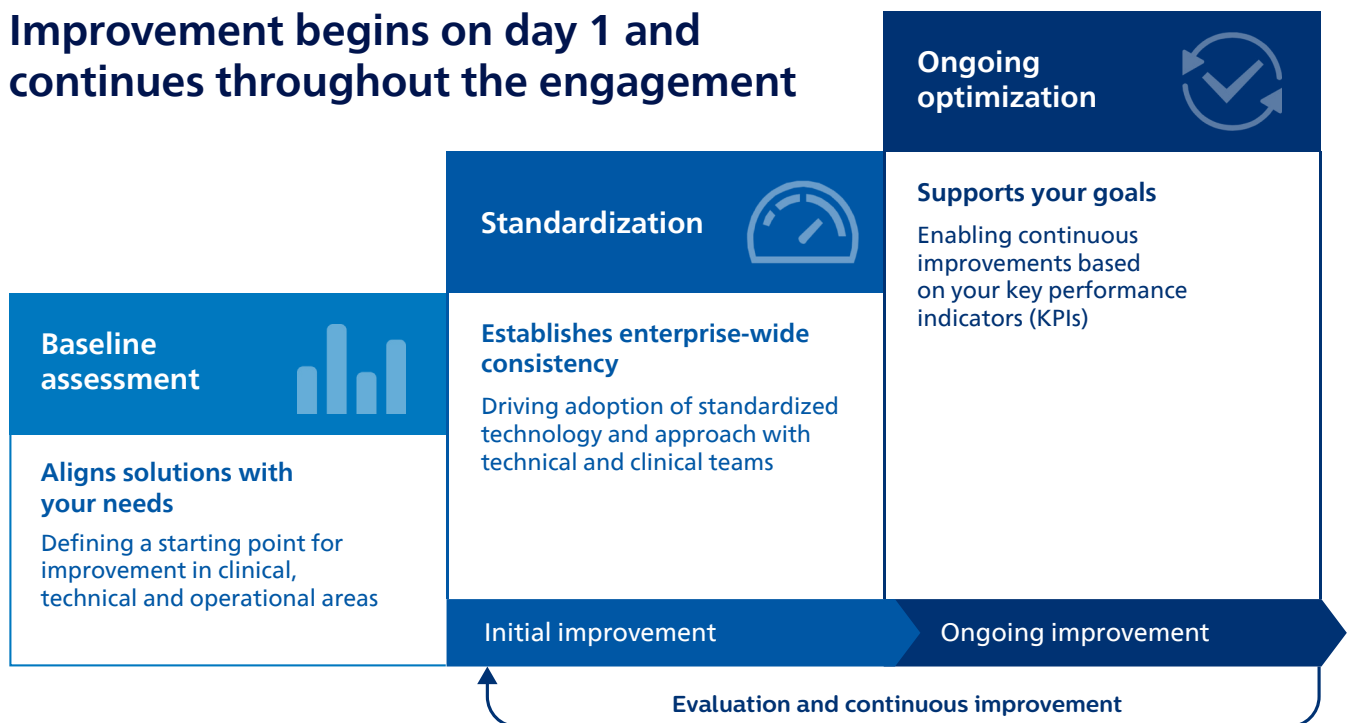 Improvement begins on day 1 and
continues throughout the engagement
Baseline
assessment
Aligns solutions with
your needs
Defining a starting point for
improvement in clinical,
technical and operational areas
Standardization
Establishes enterprise-wide
consistency
Driving adoption of standardized
technology and approach with
technical and clinical teams
Ongoing
optimization
Supports your goals
Enabling continuous
improvements based
on your key performance
indicators (KPIs)
Initial improvement
Ongoing improvement
Evaluation and continuous improvement